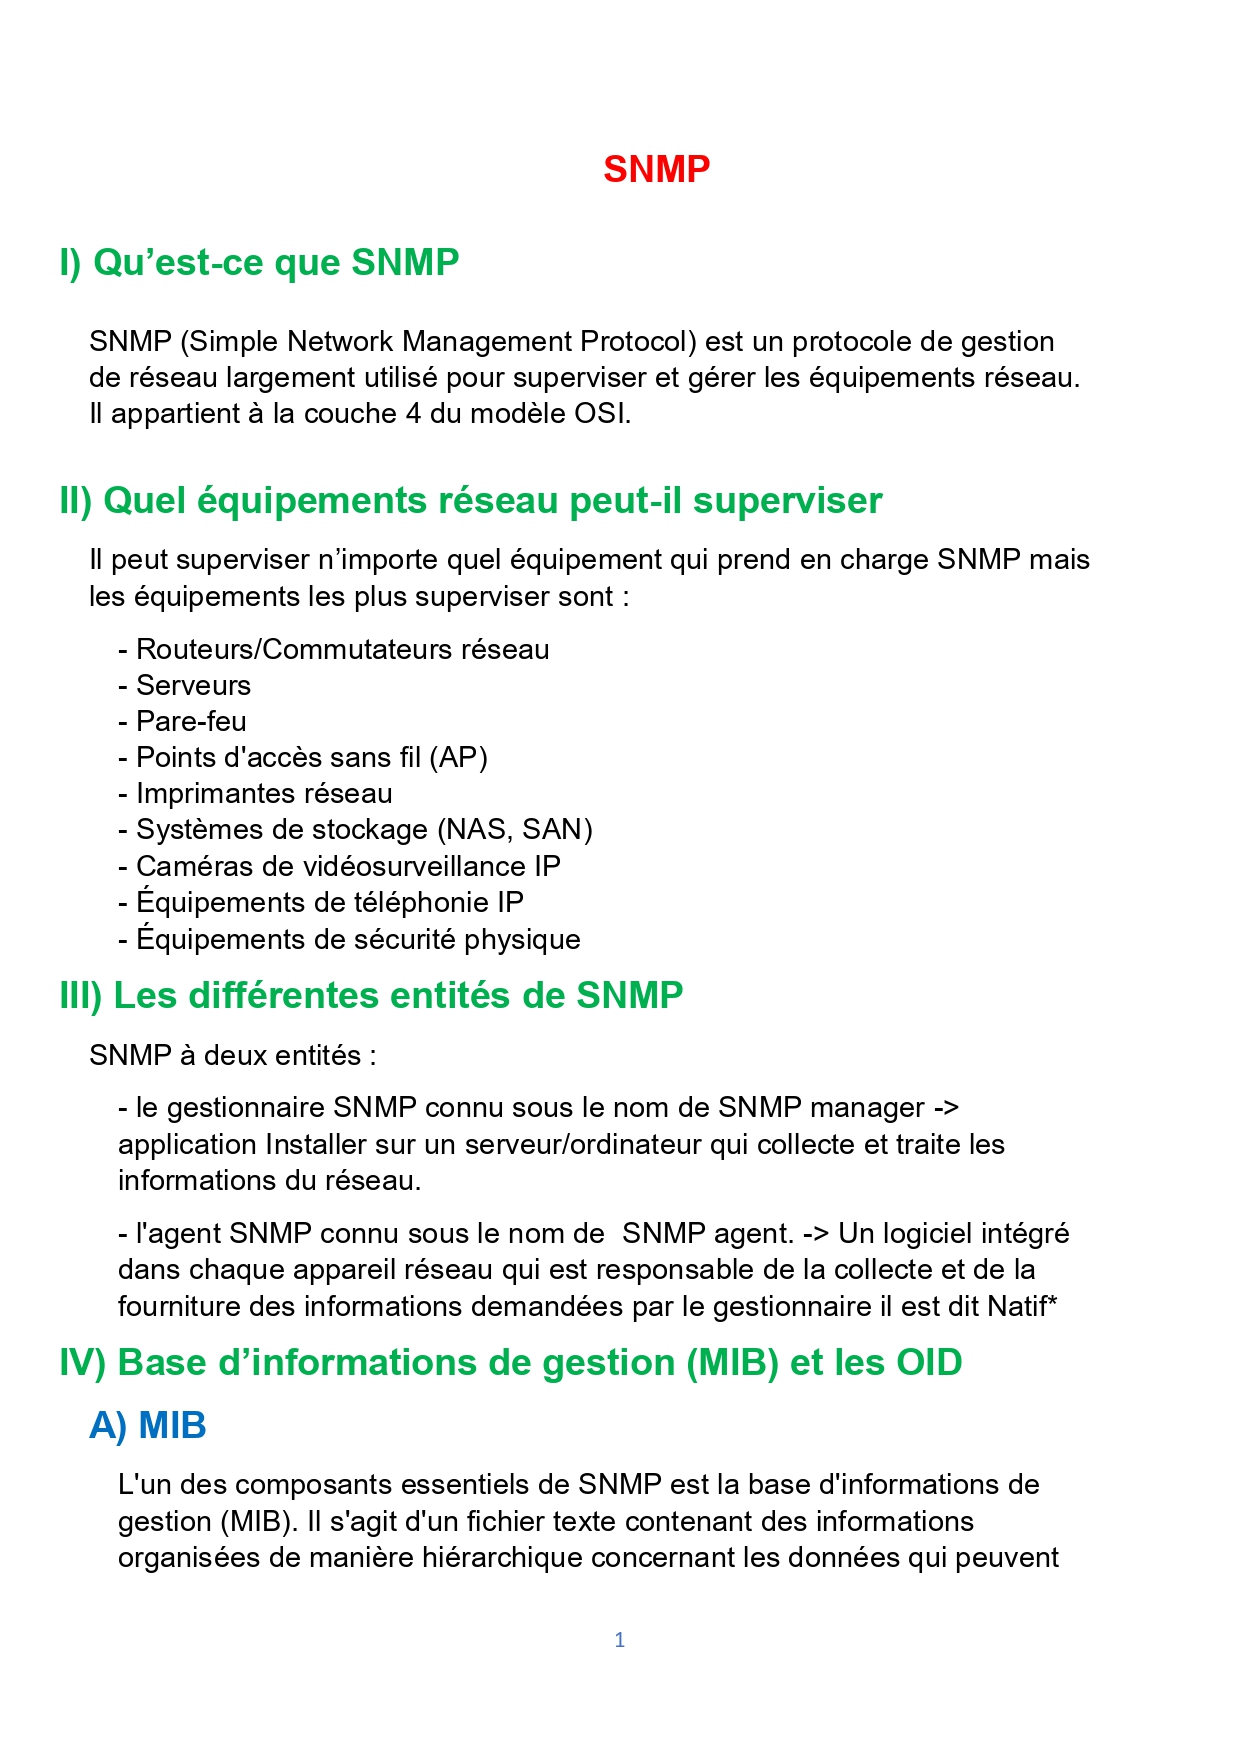 SNMP
I) Qu’est-ce que SNMP
SNMP (Simple Network Management Protocol) est un protocole de gestion
de réseau largement utilisé pour superviser et gérer les équipements réseau.
Il appartient à la couche 4 du modèle OSI.
II) Quel équipements réseau peut-il superviser
Il peut superviser n’importe quel équipement qui prend en charge SNMP mais
les équipements les plus superviser sont :
- Routeurs/Commutateurs réseau
- Serveurs
- Pare-feu
- Points d'accès sans fil (AP)
- Imprimantes réseau
- Systèmes de stockage (NAS, SAN)
- Caméras de vidéosurveillance IP
- Équipements de téléphonie IP
- Équipements de sécurité physique
III) Les différentes entités de SNMP
SNMP à deux entités :
- le gestionnaire SNMP connu sous le nom de SNMP manager ->
application Installer sur un serveur/ordinateur qui collecte et traite les
informations du réseau.
- l'agent SNMP connu sous le nom de  SNMP agent. -> Un logiciel intégré
dans chaque appareil réseau qui est responsable de la collecte et de la
fourniture des informations demandées par le gestionnaire il est dit Natif*
IV) Base d’informations de gestion (MIB) et les OID
A) MIB
L'un des composants essentiels de SNMP est la base d'informations de
gestion (MIB). Il s'agit d'un fichier texte contenant des informations
organisées de manière hiérarchique concernant les données qui peuvent
1